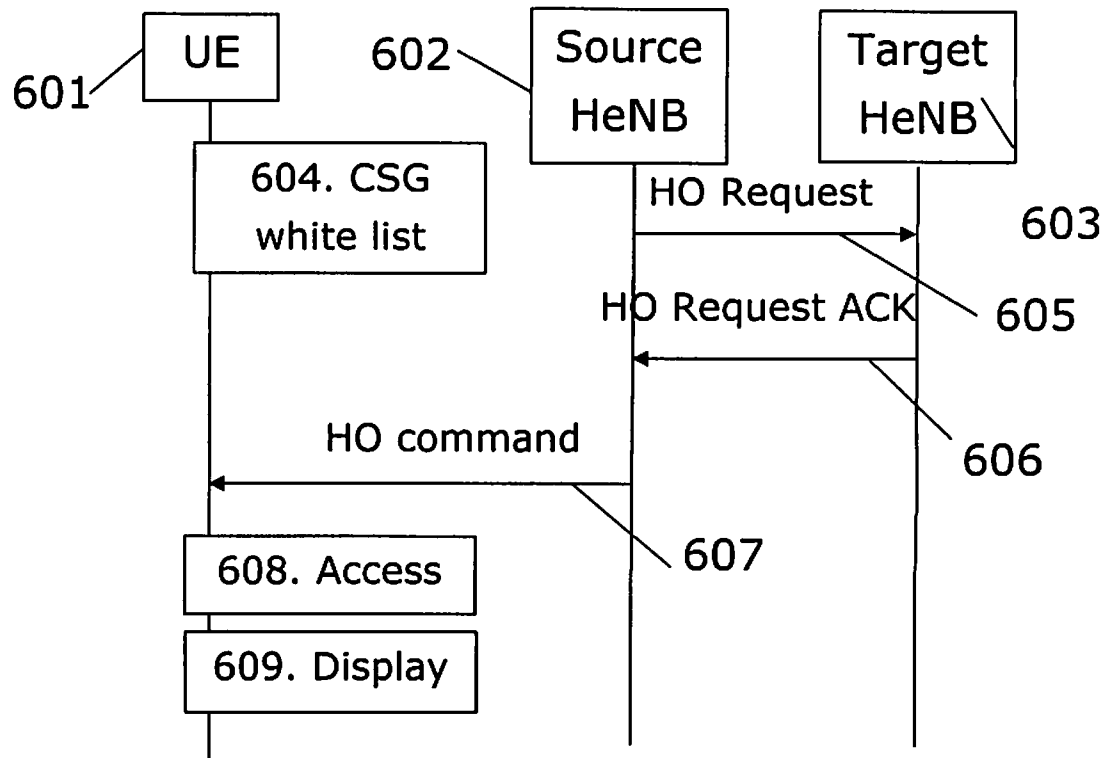 UE
601
602
Source
HeNB
Target
HeNB
604. CSG
white list
HO Request
603
HO Request ACK
605
HO command
606
607
608. Access
609. Display